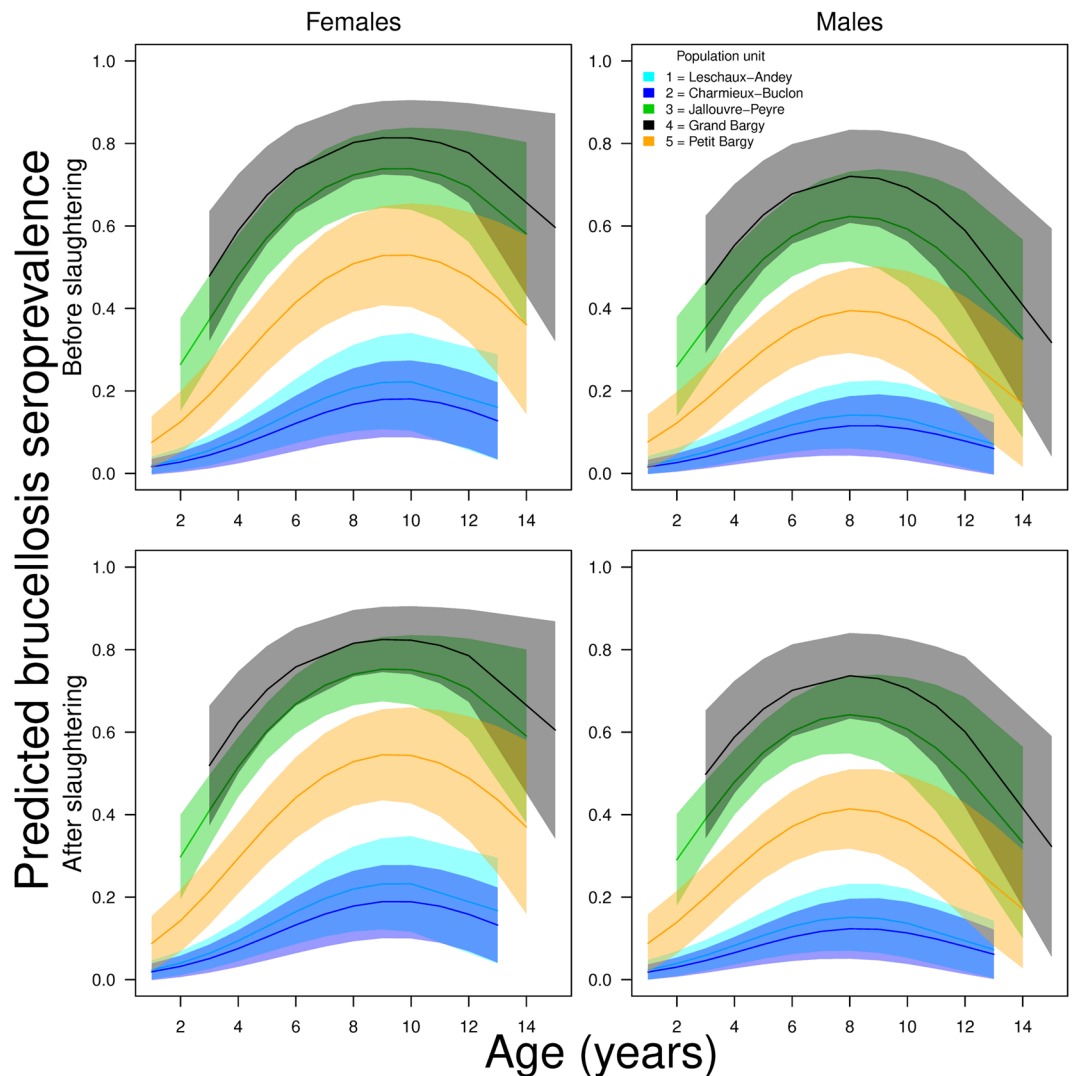 Females
Males
Predicted brucellosis seroprevalence
Before slaughtering
After slaughtering
1.0
0.8
0.6
0.4
0.2
0.0
2 4 6 8 10 12 14
1.0
0.8
0.6
0.4
0.2
0.0
Population unit
1 = Leschaux−Andey
2 = Charmieux−Buclon
3 = Jallouvre−Peyre
4 = Grand Bargy
5 = Petit Bargy
2 4 6 8 10 12 14
1.0
0.8
0.6
0.4
0.2
0.0
2 4 6 8 10 12 14
1.0
0.8
0.6
0.4
0.2
0.0
2 4 6 8 10 12 14
Age (years)